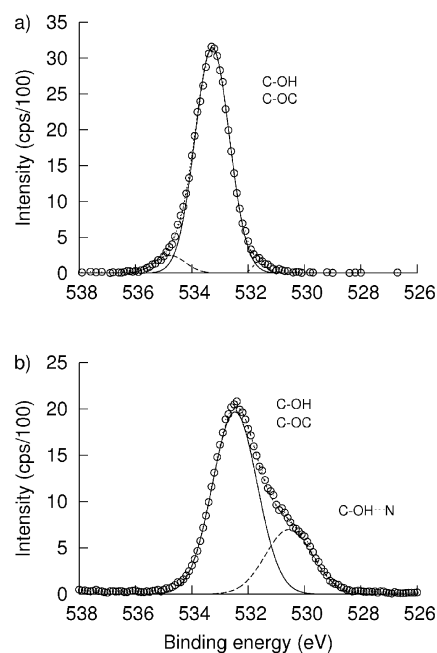 a)
35
30
25
20
15
10
5
0
Intensity (cps/100)
C-OH
C-OC
538 536 534 532 530 528 526
b)
25
20
15
10
5
0
Intensity (cps/100)
C-OH
C-OC
C-OH···N
538 536 534 532 530 528 526
Binding energy (eV)